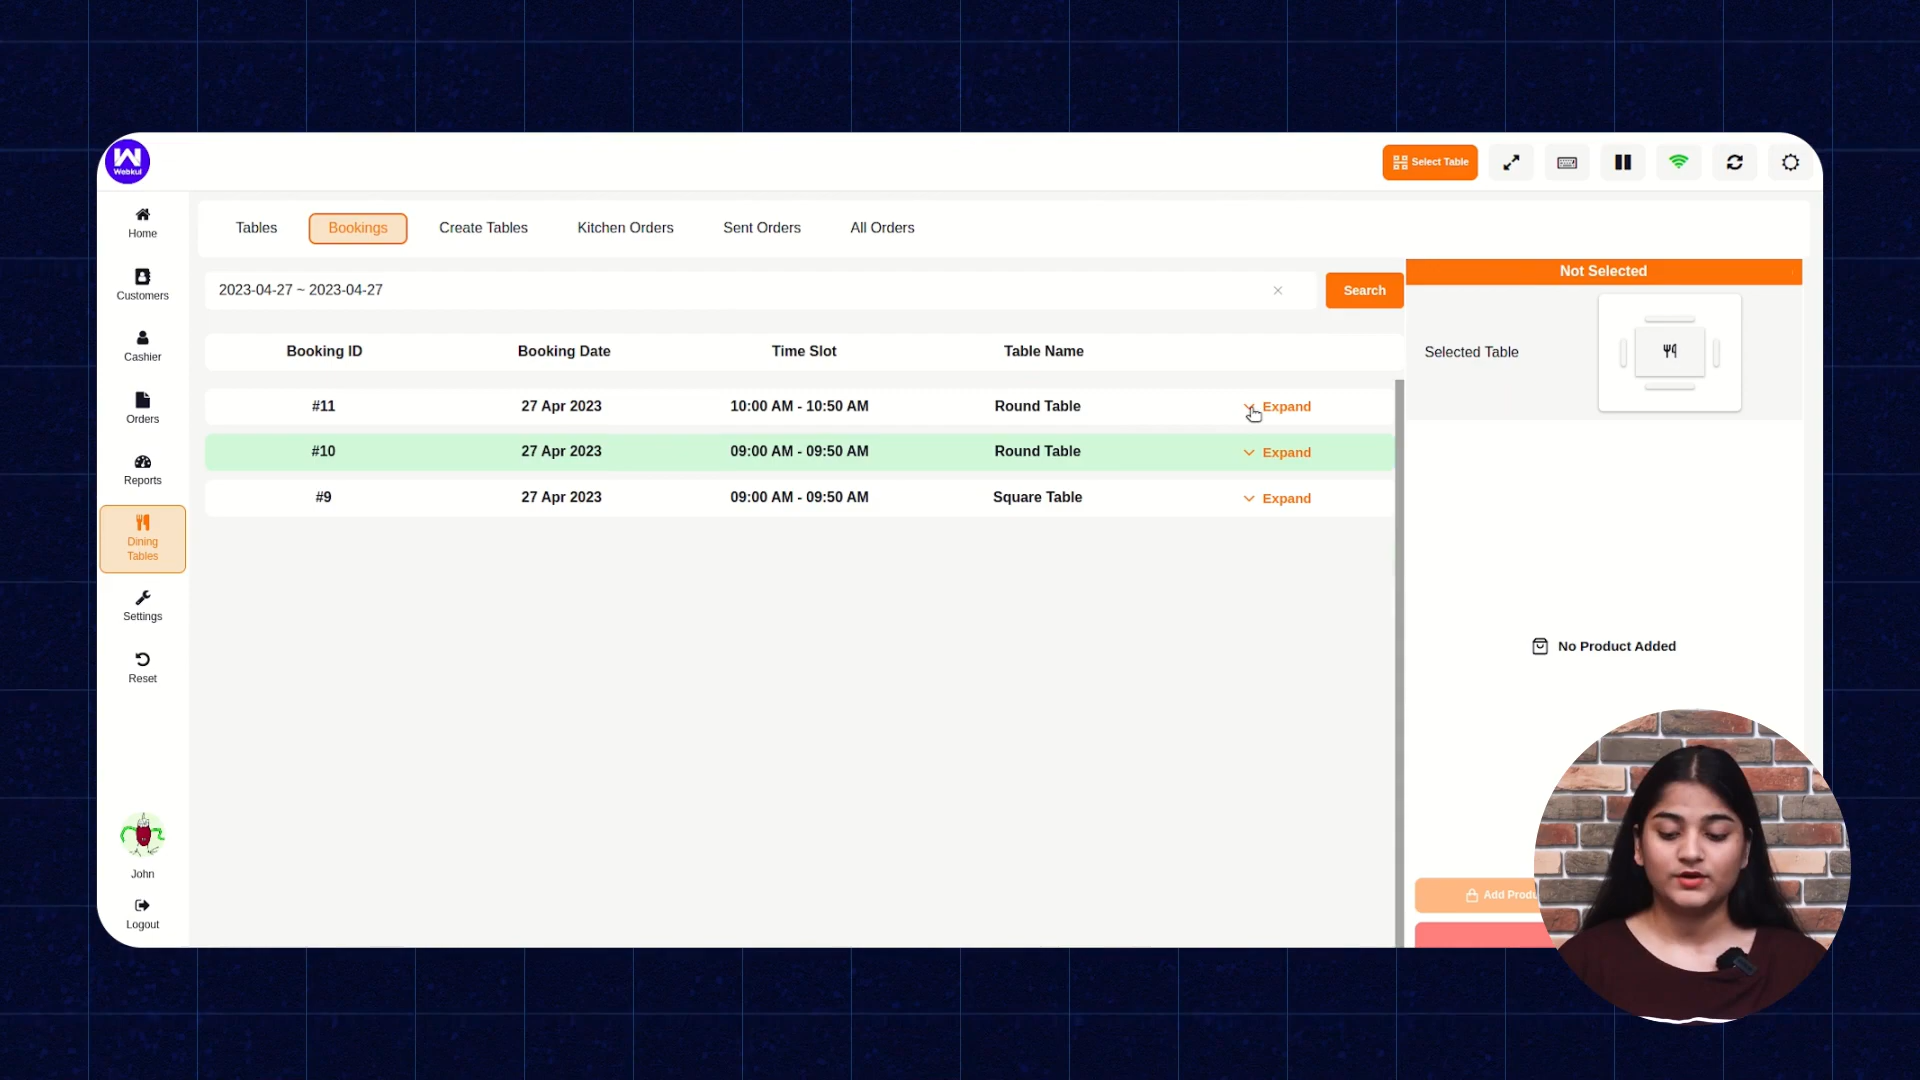 Webkul
Select Table
Home
Customers
Cashier
Orders
Reports
Dining
Tables
Settings
Reset
John
Logout
Tables Bookings Create Tables Kitchen Orders Sent Orders All Orders
2023-04-27 ~ 2023-04-27
Search
Booking ID Booking Date Time Slot Table Name
#11 27 Apr 2023 10:00 AM - 10:50 AM Round Table Expand
#10 27 Apr 2023 09:00 AM - 09:50 AM Round Table Expand
#9 27 Apr 2023 09:00 AM - 09:50 AM Square Table Expand
Not Selected
Selected Table
No Product Added
Add